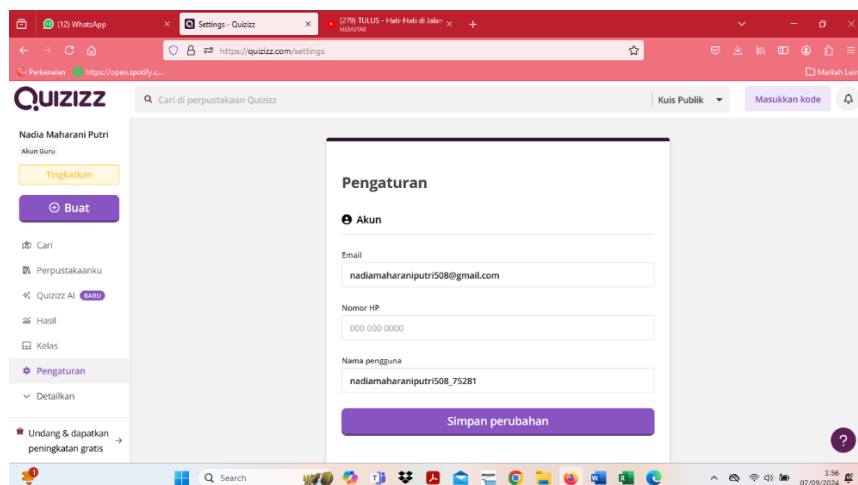 (12) WhatsApp
Settings - Quizizz
(279) TULUS - Hati-Hati di Jalan
MEMUTAR
https://quizizz.com/settings
Perkenalan
https://open.spotify.c...
Markah Lain
QUIZIZZ
Cari di perpustakaan Quizizz
Kuis Publik
Masukkan kode
Nadia Maharani Putri
Akun Guru
Tingkatkan
Buat
Cari
Perpustakaanku
Quizizz AI BARU
Hasil
Kelas
Pengaturan
Detailkan
Undang & dapatkan
peningkatan gratis
Pengaturan
Akun
Email
nadiamaharaniputri508@gmail.com
Nomor HP
000 000 0000
Nama pengguna
nadiamaharaniputri508_75281
Simpan perubahan
?
Search
1:56
07/09/2024